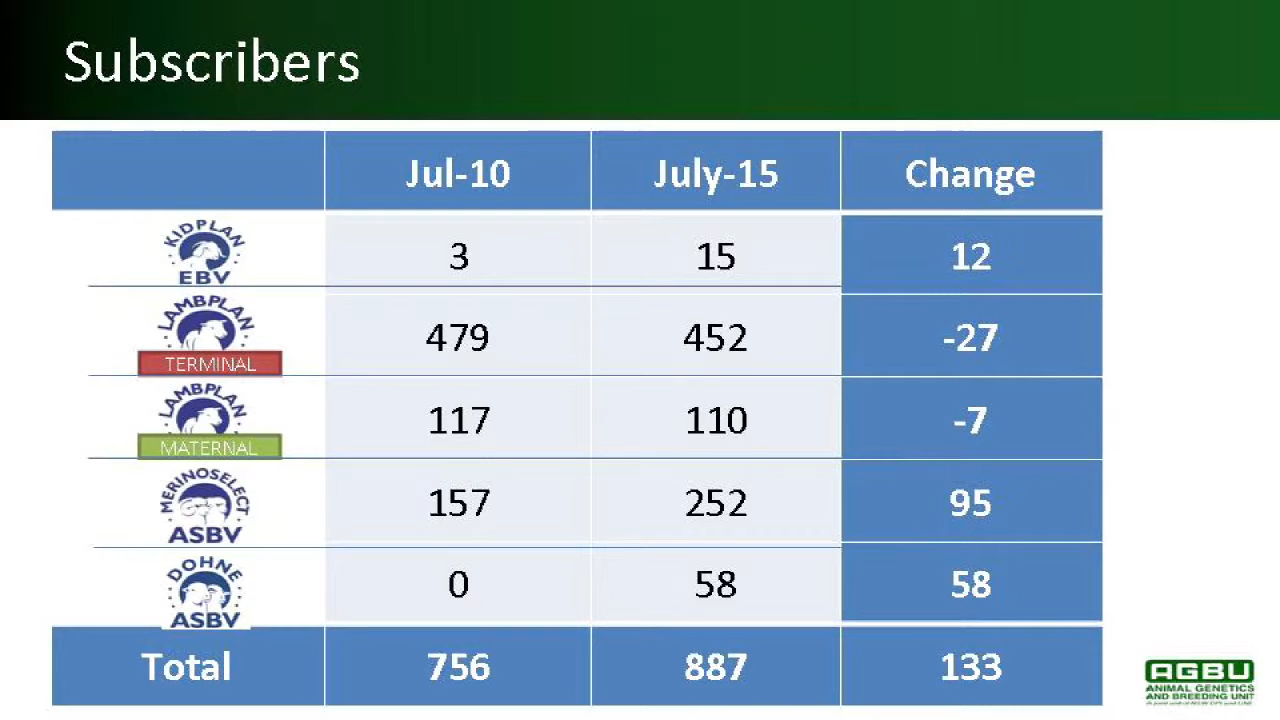 Subscribers
Jul-10 July-15 Change
KIDPLAN
EBV
3 15 12
LAMBPLAN
TERMINAL
479 452 -27
LAMBPLAN
MATERNAL
117 110 -7
MERINOSELECT
ASBV
157 252 95
DOHNE
ASBV
0 58 58
Total 756 887 133
AGBU
ANIMAL GENETICS
AND BREEDING UNIT